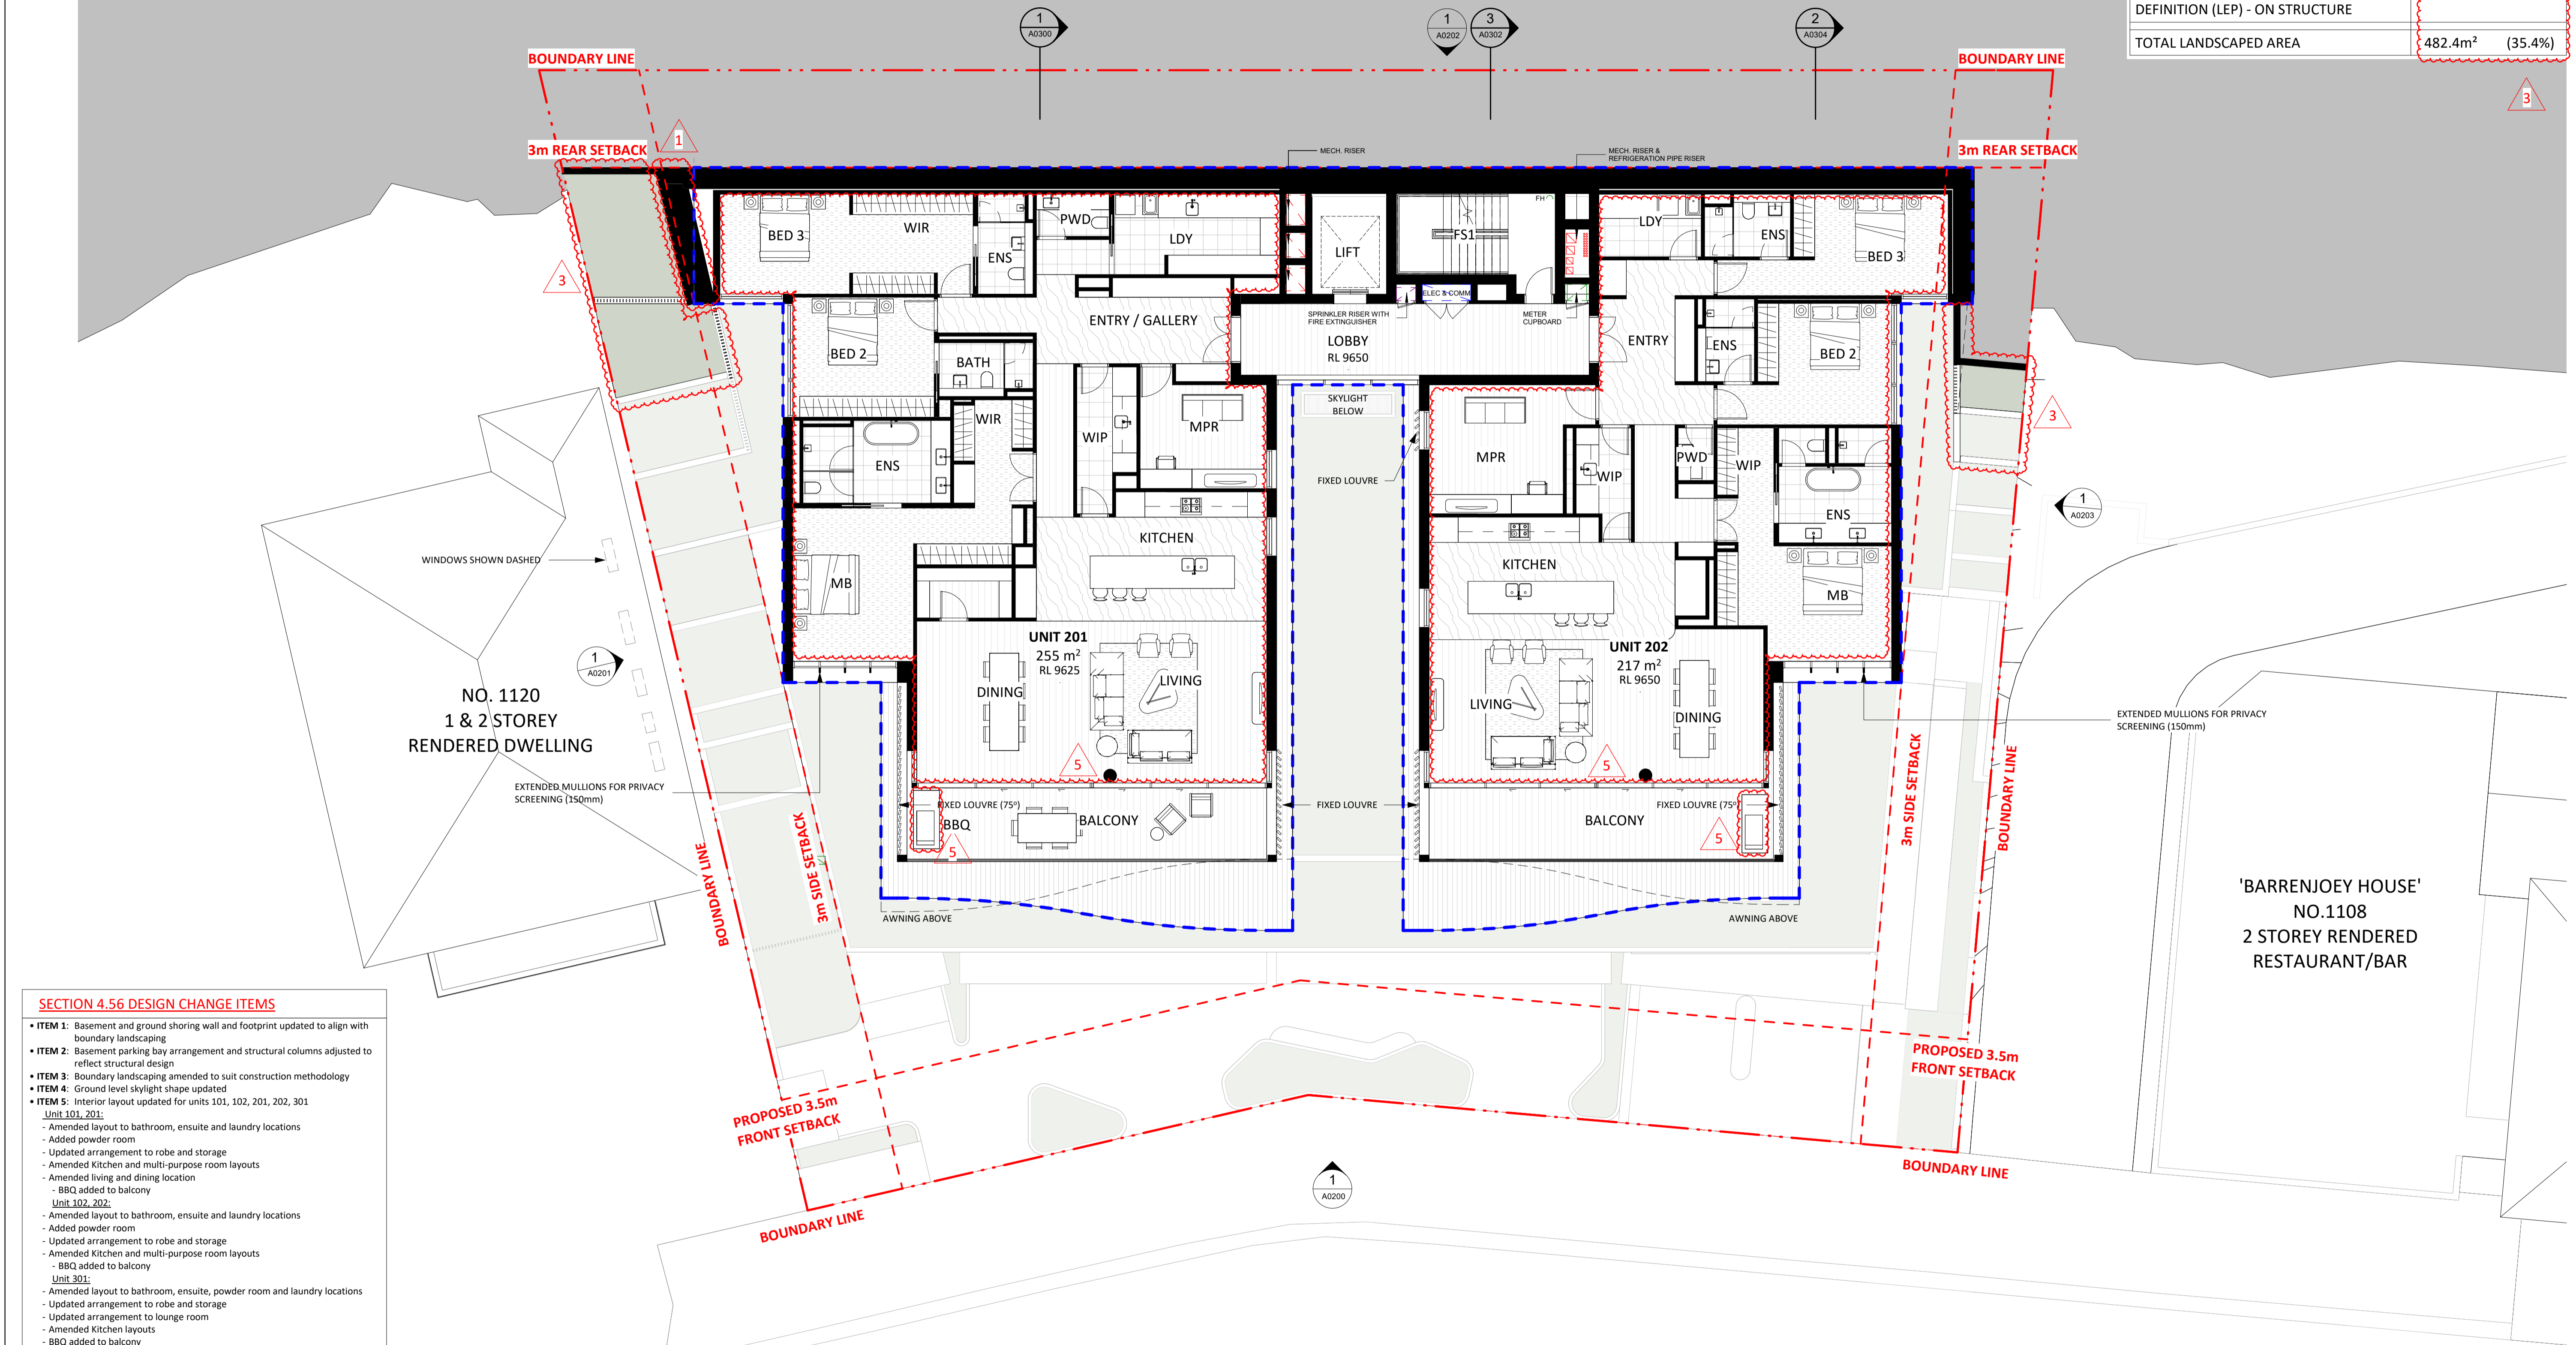 DEFINITION (LEP) - ON STRUCTURE
TOTAL LANDSCAPED AREA 482.4m² (35.4%)
3
1
A0300
1
A0202
3
A0302
2
A0304
BOUNDARY LINE
BOUNDARY LINE
1
3m REAR SETBACK
3m REAR SETBACK
MECH. RISER
MECH. RISER &
REFRIGERATION PIPE RISER
3
BED 3
WIR
ENS
PWD
LDY
LIFT
FS1
FH
LDY
ENS
BED 3
ELEC & COMM
SPRINKLER RISER WITH
FIRE EXTINGUISHER
METER
CUPBOARD
ENTRY / GALLERY
LOBBY
RL 9650
ENTRY
ENS
BED 2
BED 2
BATH
WIR
WIP
MPR
SKYLIGHT
BELOW
3
ENS
FIXED LOUVRE
MPR
WIP
PWD
WIP
ENS
1
A0203
KITCHEN
KITCHEN
WINDOWS SHOWN DASHED
MB
MB
1
A0201
UNIT 201
255 m²
RL 9625
UNIT 202
217 m²
RL 9650
DINING
LIVING
LIVING
DINING
NO. 1120
1 & 2 STOREY
RENDERED DWELLING
EXTENDED MULLIONS FOR PRIVACY
SCREENING (150mm)
EXTENDED MULLIONS FOR PRIVACY
SCREENING (150mm)
5
5
FIXED LOUVRE (75º)
FIXED LOUVRE
FIXED LOUVRE (75º
BBQ
BALCONY
BALCONY
5
5
BOUNDARY LINE
3m SIDE SETBACK
3m SIDE SETBACK
BOUNDARY LINE
AWNING ABOVE
AWNING ABOVE
'BARRENJOEY HOUSE'
NO.1108
2 STOREY RENDERED
RESTAURANT/BAR
PROPOSED 3.5m
FRONT SETBACK
PROPOSED 3.5m
FRONT SETBACK
BOUNDARY LINE
BOUNDARY LINE
1
A0200
SECTION 4.56 DESIGN CHANGE ITEMS
• ITEM 1: Basement and ground shoring wall and footprint updated to align with
boundary landscaping
• ITEM 2: Basement parking bay arrangement and structural columns adjusted to
reflect structural design
• ITEM 3: Boundary landscaping amended to suit construction methodology
• ITEM 4: Ground level skylight shape updated
• ITEM 5: Interior layout updated for units 101, 102, 201, 202, 301
Unit 101, 201:
- Amended layout to bathroom, ensuite and laundry locations
- Added powder room
- Updated arrangement to robe and storage
- Amended Kitchen and multi-purpose room layouts
- Amended living and dining location
- BBQ added to balcony
Unit 102, 202:
- Amended layout to bathroom, ensuite and laundry locations
- Added powder room
- Updated arrangement to robe and storage
- Amended Kitchen and multi-purpose room layouts
- BBQ added to balcony
Unit 301:
- Amended layout to bathroom, ensuite, powder room and laundry locations
- Updated arrangement to robe and storage
- Updated arrangement to lounge room
- Amended Kitchen layouts
- BBQ added to balcony